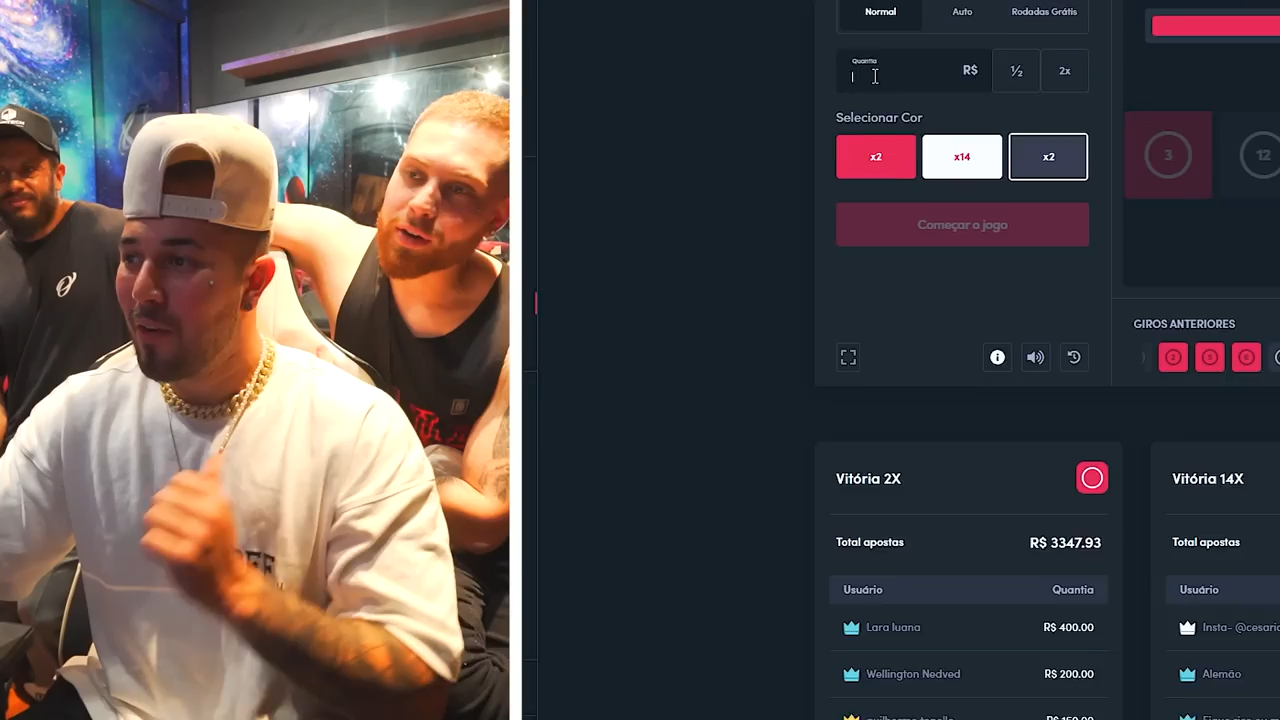 Normal
Auto
Rodadas Grátis
Quantia
R$
½
2x
Selecionar Cor
x2
x14
x2
3
12
Começar o jogo
GIROS ANTERIORES
Vitória 2X
Vitória 14X
Total apostas
R$ 3347.93
Total apostas
Usuário
Quantia
Usuário
Lara luana
R$ 400.00
Insta- @cesario
Wellington Nedved
R$ 200.00
Alemão